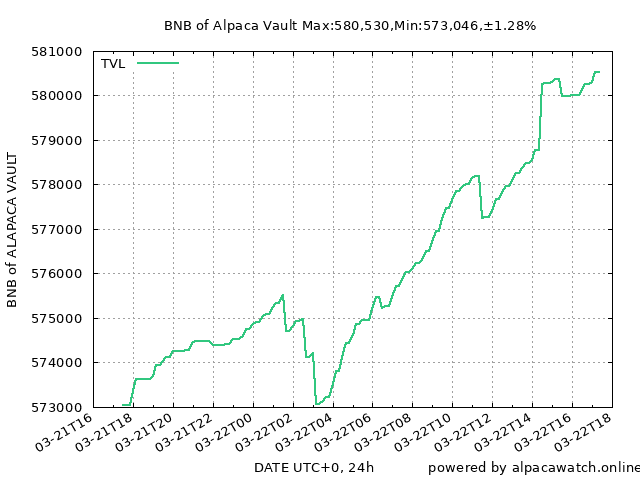 BNB of Alpaca Vault Max:580,530,Min:573,046,±1.28%
TVL
581000
580000
579000
578000
577000
576000
575000
574000
573000
BNB of ALAPACA VAULT
03-21T16
03-21T18
03-21T20
03-21T22
03-22T00
03-22T02
03-22T04
03-22T06
03-22T08
03-22T10
03-22T12
03-22T14
03-22T16
03-22T18
DATE UTC+0, 24h
powered by alpacawatch.online